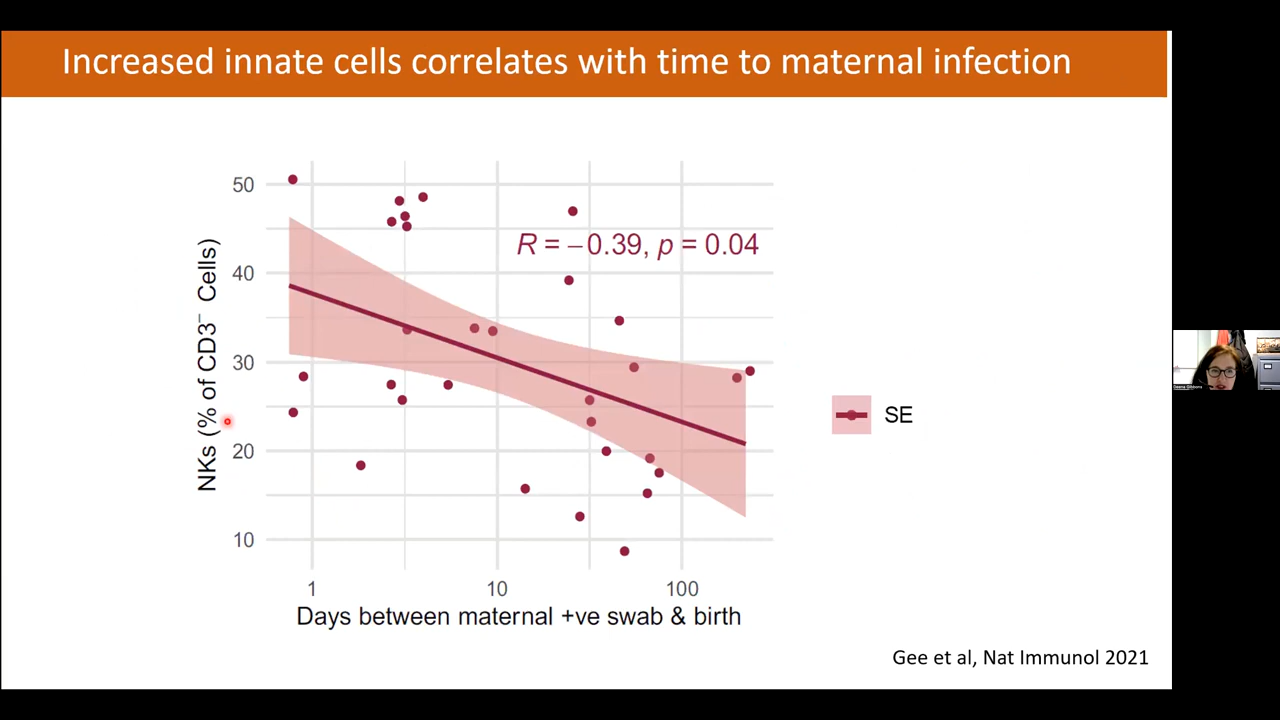 Increased innate cells correlates with time to maternal infection
50
40
30
20
10
NKs (% of CD3⁻ Cells)
R = −0.39, p = 0.04
1 10 100
Days between maternal +ve swab & birth
SE
Gee et al, Nat Immunol 2021